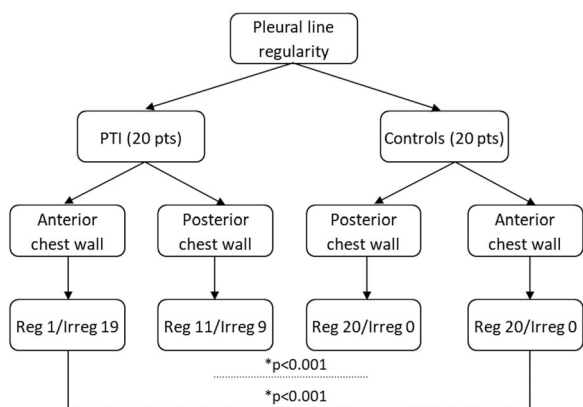 Pleural line
regularity
PTI (20 pts)
Controls (20 pts)
Anterior
chest wall
Posterior
chest wall
Posterior
chest wall
Anterior
chest wall
Reg 1/Irreg 19
Reg 11/Irreg 9
Reg 20/Irreg 0
Reg 20/Irreg 0
*p<0.001
*p<0.001